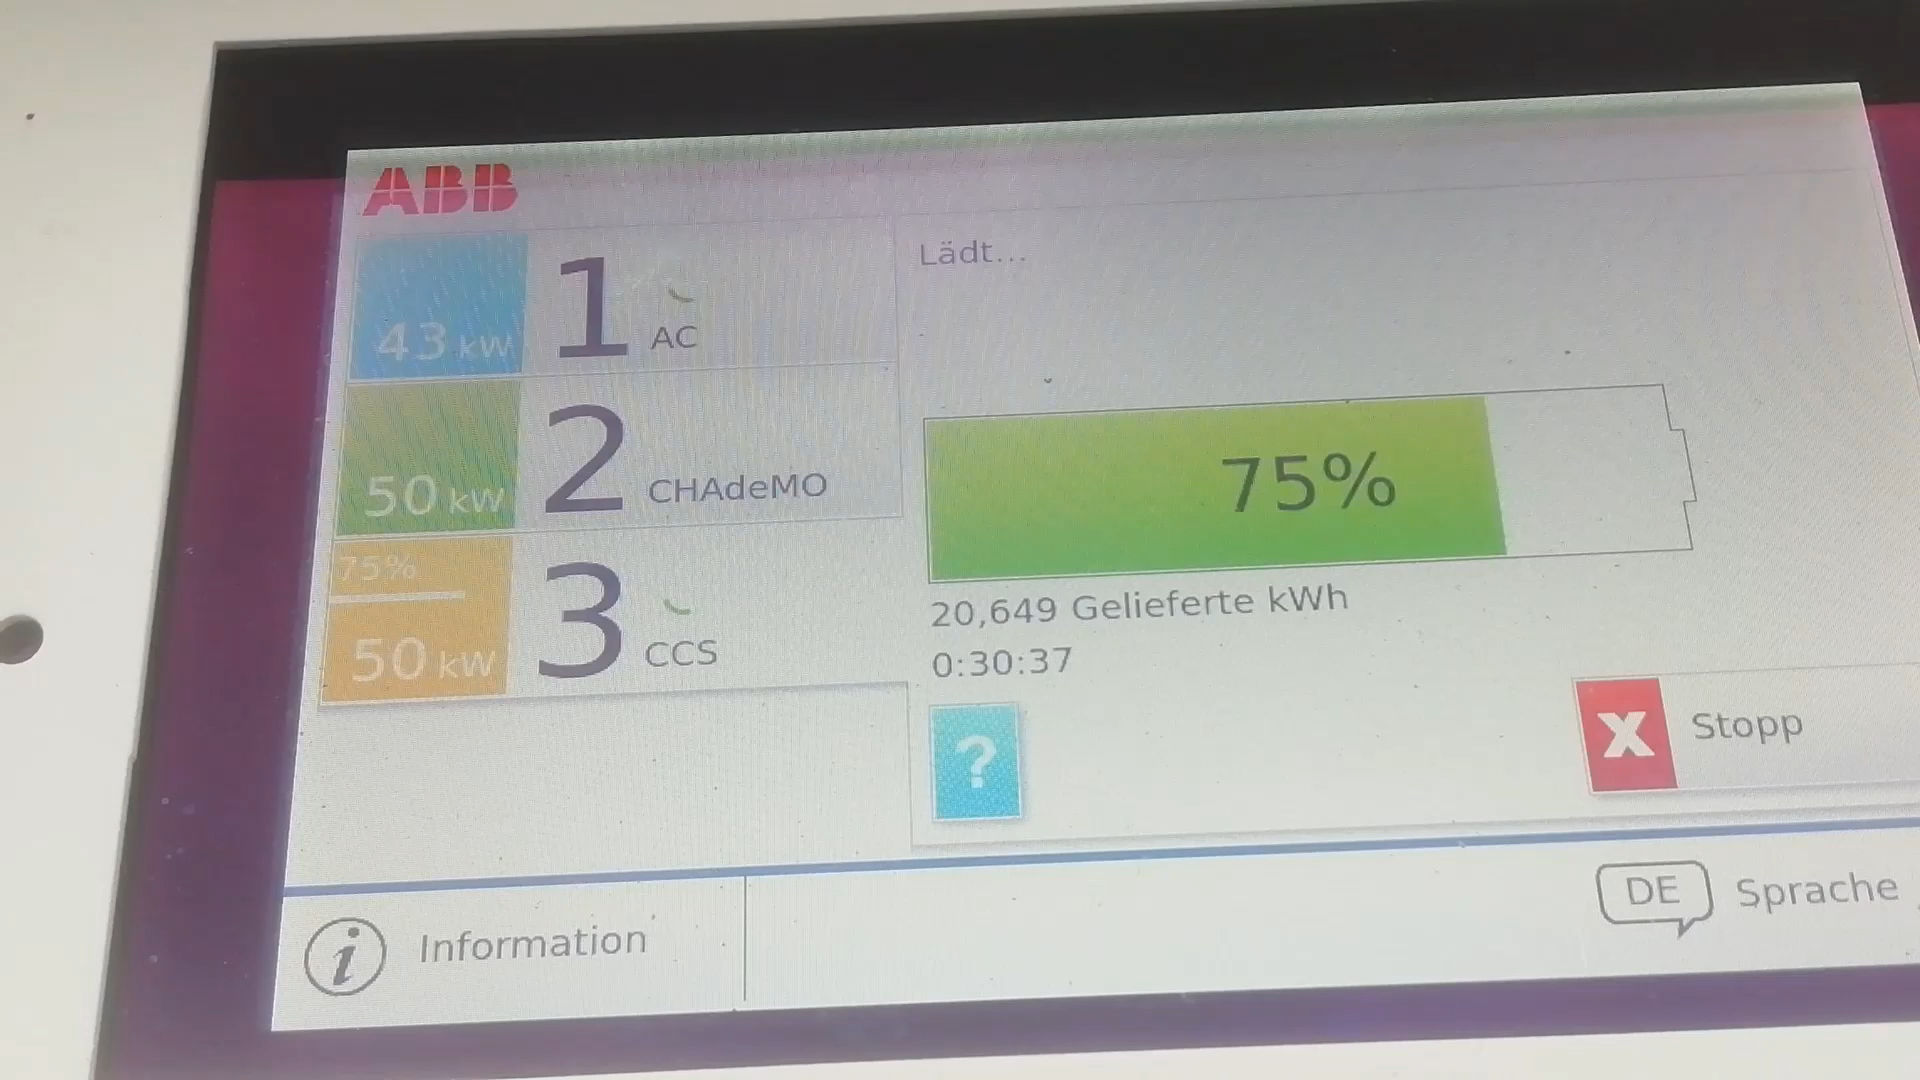 ABB
43 kW
1
AC
50 kW
2
CHAdeMO
75%
50 kW
3
CCS
Lädt...
75%
20,649 Gelieferte kWh
0:30:37
?
X Stopp
i Information
DE Sprache